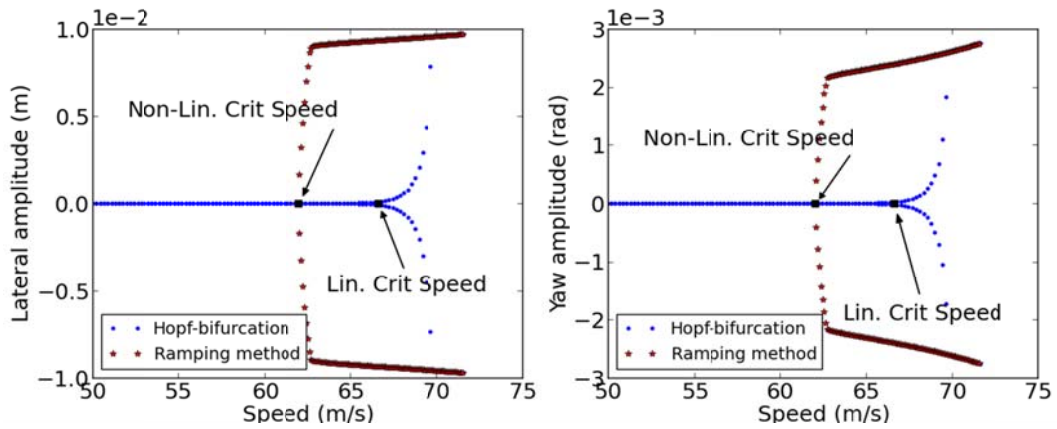 1e-2
1.0
0.5
0.0
−0.5
−1.0
Lateral amplitude (m)
Non-Lin. Crit Speed
Lin. Crit Speed
Hopf-bifurcation
Ramping method
50 55 60 65 70 75
Speed (m/s)
1e-3
3
2
1
0
−1
−2
−3
Yaw amplitude (rad)
Non-Lin. Crit Speed
Lin. Crit Speed
Hopf-bifurcation
Ramping method
50 55 60 65 70 75
Speed (m/s)